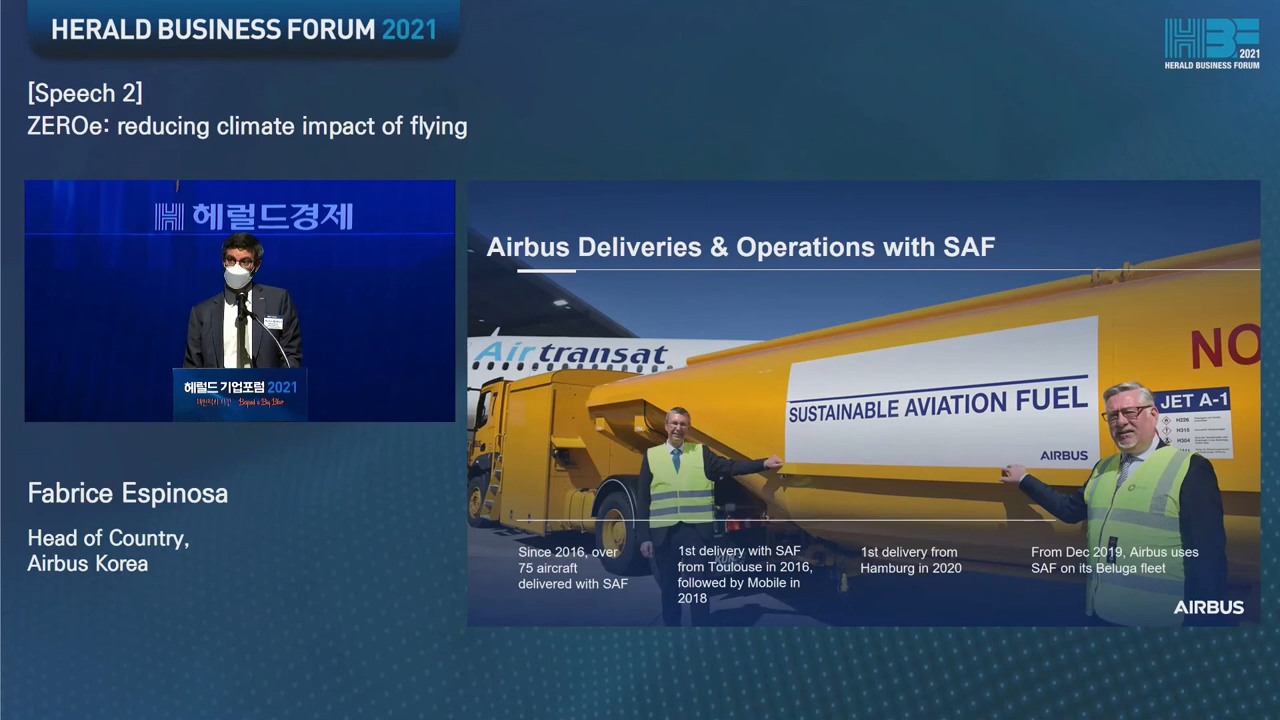 HERALD BUSINESS FORUM 2021
HBF
2021
HERALD BUSINESS FORUM
[Speech 2]
ZEROe: reducing climate impact of flying
헤럴드경제
헤럴드 기업포럼 2021
Airbus Deliveries & Operations with SAF
Air transat
NO
SUSTAINABLE AVIATION FUEL
AIRBUS
JET A-1
Since 2016, over
75 aircraft
delivered with SAF
1st delivery with SAF
from Toulouse in 2016,
followed by Mobile in
2018
1st delivery from
Hamburg in 2020
From Dec 2019, Airbus uses
SAF on its Beluga fleet
AIRBUS
Fabrice Espinosa
Head of Country,
Airbus Korea